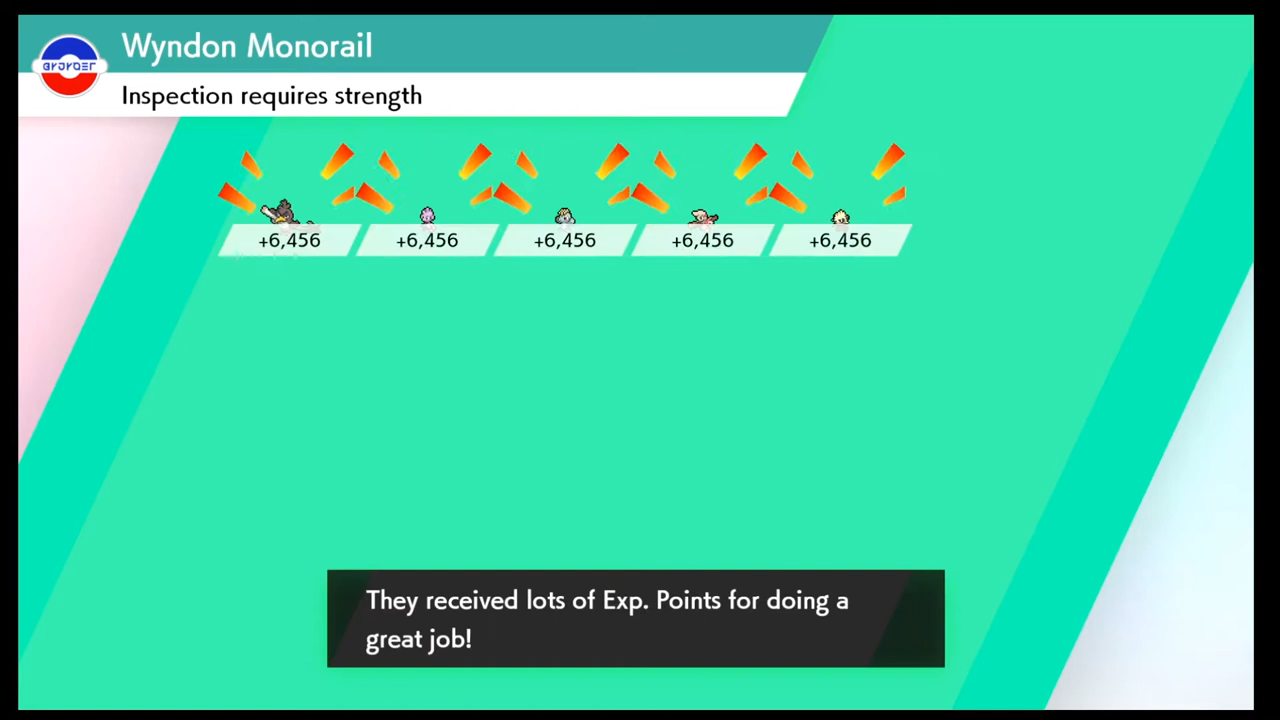 Wyndon Monorail
Inspection requires strength
+6,456 +6,456 +6,456 +6,456 +6,456
They received lots of Exp. Points for doing a
great job!